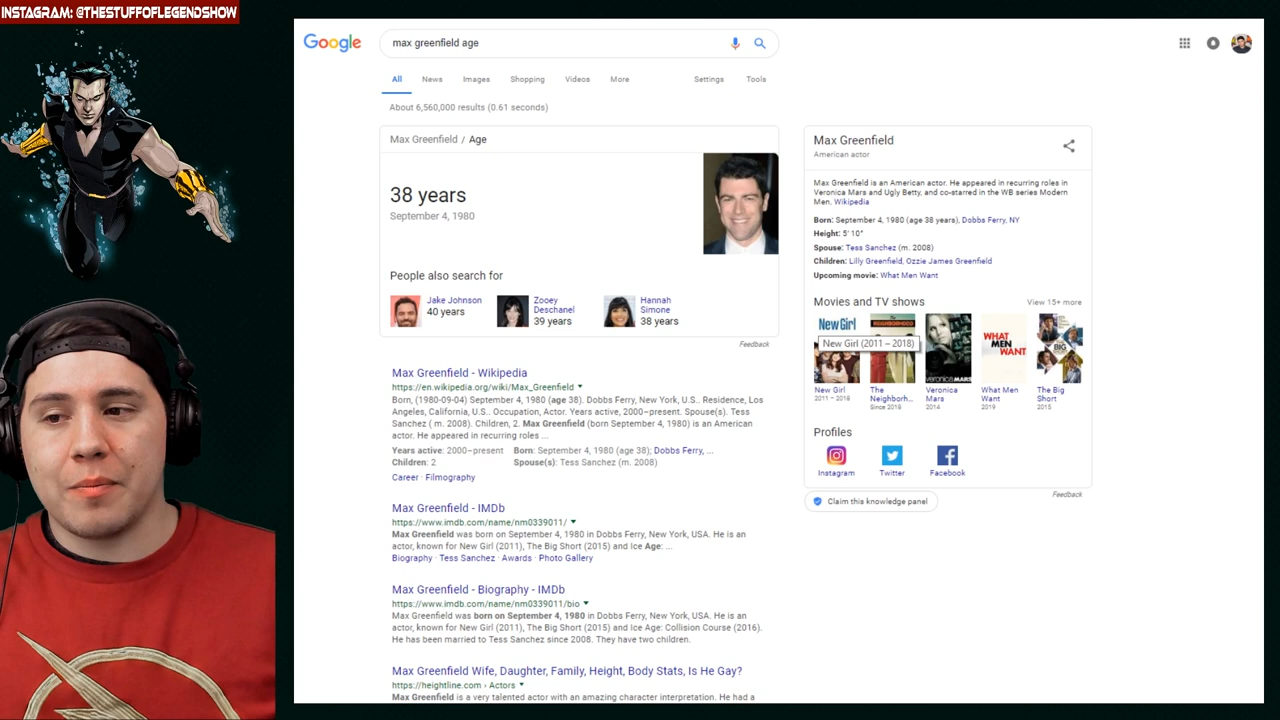 INSTAGRAM: @THESTUFFOFLEGENDSHOW
Google
max greenfield age
All News Images Shopping Videos More Settings Tools
About 6,560,000 results (0.61 seconds)
Max Greenfield / Age
38 years
September 4, 1980
People also search for
Jake Johnson
40 years
Zooey
Deschanel
39 years
Hannah
Simone
38 years
Feedback
Max Greenfield - Wikipedia
https://en.wikipedia.org/wiki/Max_Greenfield
Born, (1980-09-04) September 4, 1980 (age 38). Dobbs Ferry, New York, U.S.. Residence, Los
Angeles, California, U.S.. Occupation, Actor. Years active, 2000–present. Spouse(s). Tess
Sanchez ( m. 2008). Children, 2. Max Greenfield (born September 4, 1980) is an American
actor. He appeared in recurring roles ...
Years active: 2000–present Born: September 4, 1980 (age 38); Dobbs Ferry, ...
Children: 2 Spouse(s): Tess Sanchez (m. 2008)
Career · Filmography
Max Greenfield - IMDb
https://www.imdb.com/name/nm0339011/
Max Greenfield was born on September 4, 1980 in Dobbs Ferry, New York, USA. He is an
actor, known for New Girl (2011), The Big Short (2015) and Ice Age: ...
Biography · Tess Sanchez · Awards · Photo Gallery
Max Greenfield - Biography - IMDb
https://www.imdb.com/name/nm0339011/bio
Max Greenfield was born on September 4, 1980 in Dobbs Ferry, New York, USA. He is an
actor, known for New Girl (2011), The Big Short (2015) and Ice Age: Collision Course (2016).
He has been married to Tess Sanchez since 2008. They have two children.
Max Greenfield Wife, Daughter, Family, Height, Body Stats, Is He Gay?
https://heightline.com › Actors
Max Greenfield is a very talented actor with an amazing character interpretation. He had a
Max Greenfield
American actor
Max Greenfield is an American actor. He appeared in recurring roles in
Veronica Mars and Ugly Betty, and co-starred in the WB series Modern
Men. Wikipedia
Born: September 4, 1980 (age 38 years), Dobbs Ferry, NY
Height: 5' 10"
Spouse: Tess Sanchez (m. 2008)
Children: Lilly Greenfield, Ozzie James Greenfield
Upcoming movie: What Men Want
Movies and TV shows
View 15+ more
New Girl
NEIGHBORHOOD
VERONICA MARS
WHAT
MEN
WANT
BIG
SHORT
New Girl (2011 – 2018)
New Girl
2011 – 2018
The
Neighborh...
Since 2018
Veronica
Mars
2014
What Men
Want
2019
The Big
Short
2015
Profiles
Instagram
Twitter
Facebook
Feedback
Claim this knowledge panel